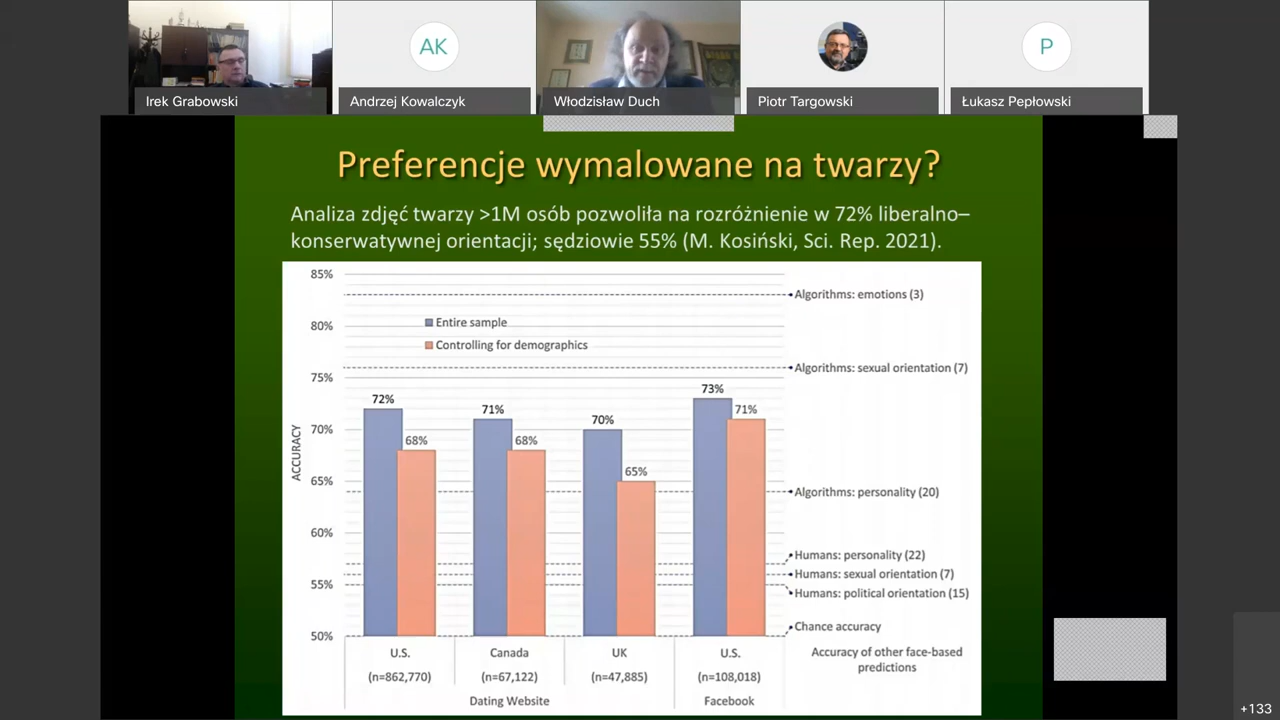 AK
P
Irek Grabowski
Andrzej Kowalczyk
Włodzisław Duch
Piotr Targowski
Łukasz Pepłowski
Preferencje wymalowane na twarzy?
Analiza zdjęć twarzy >1M osób pozwoliła na rozróżnienie w 72% liberalno–
konserwatywnej orientacji; sędziowie 55% (M. Kosiński, Sci. Rep. 2021).
85%
80%
75%
70%
65%
60%
55%
50%
ACCURACY
Entire sample
Controlling for demographics
72%
68%
71%
68%
70%
65%
73%
71%
Algorithms: emotions (3)
Algorithms: sexual orientation (7)
Algorithms: personality (20)
Humans: personality (22)
Humans: sexual orientation (7)
Humans: political orientation (15)
Chance accuracy
Accuracy of other face-based
predictions
U.S.
(n=862,770)
Canada
(n=67,122)
UK
(n=47,885)
U.S.
(n=108,018)
Dating Website
Facebook
+133